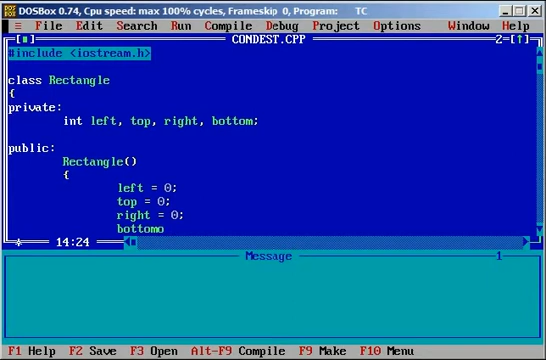 DOSBox 0.74, Cpu speed: max 100% cycles, Frameskip 0, Program: TC
≡ File Edit Search Run Compile Debug Project Options Window Help
[■] CONDEST.CPP 2=[↑]
#include <iostream.h>
class Rectangle
{
private:
int left, top, right, bottom;
public:
Rectangle()
{
left = 0;
top = 0;
right = 0;
bottomo
14:24
Message 1
F1 Help F2 Save F3 Open Alt-F9 Compile F9 Make F10 Menu